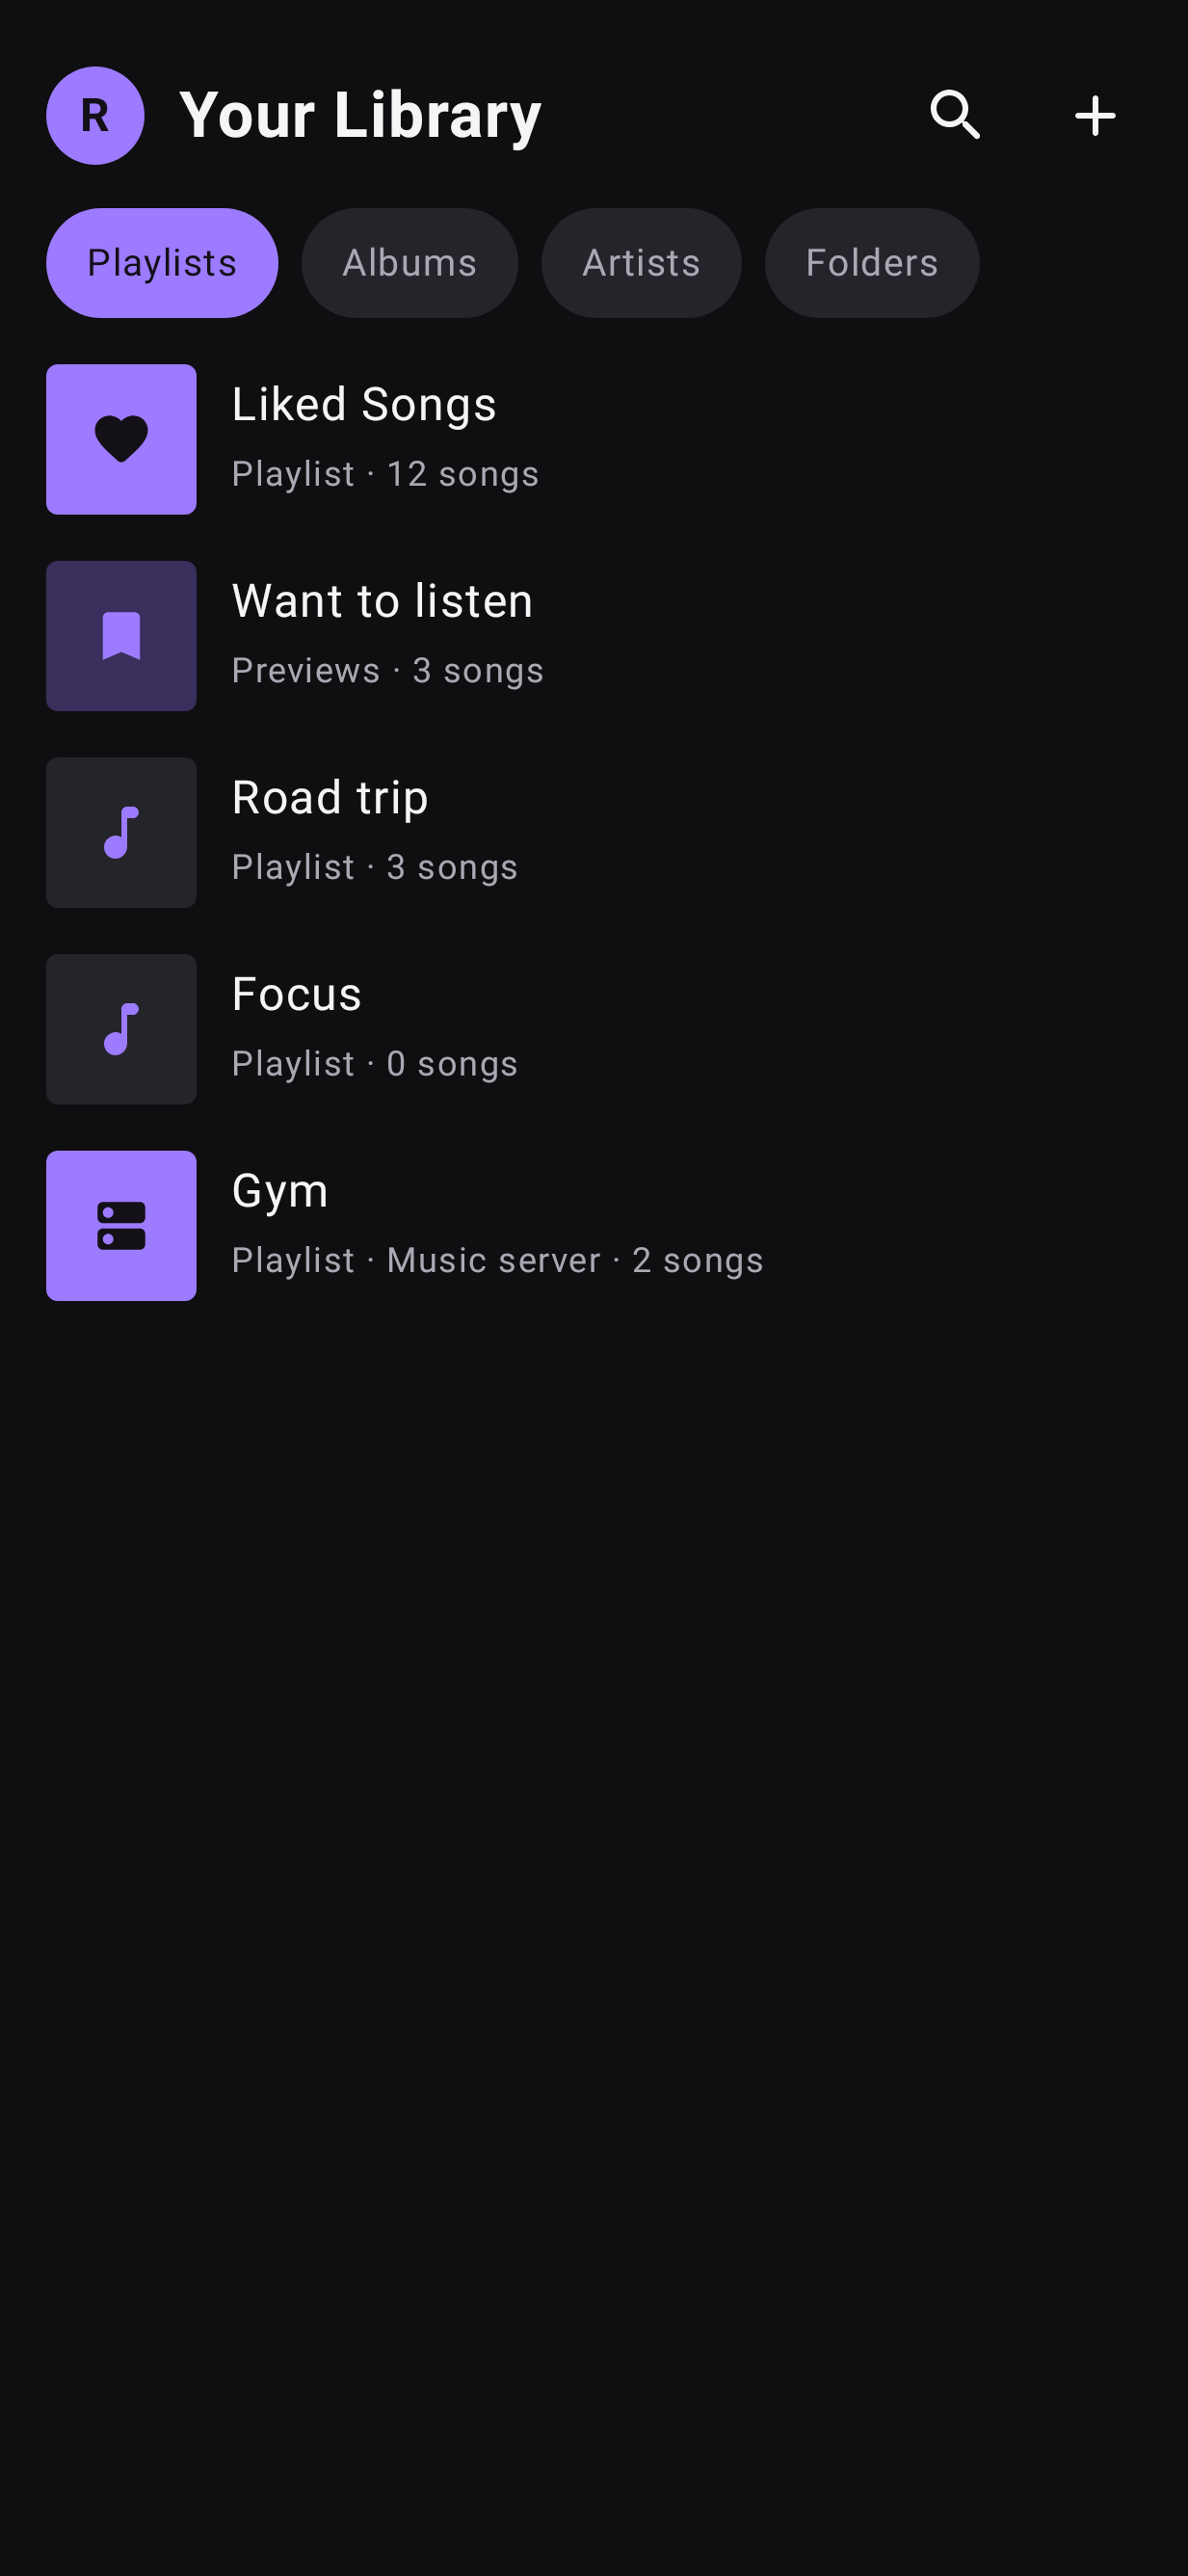 R
Your Library
Playlists
Albums
Artists
Folders
Liked Songs
Playlist · 12 songs
Want to listen
Previews · 3 songs
Road trip
Playlist · 3 songs
Focus
Playlist · 0 songs
Gym
Playlist · Music server · 2 songs